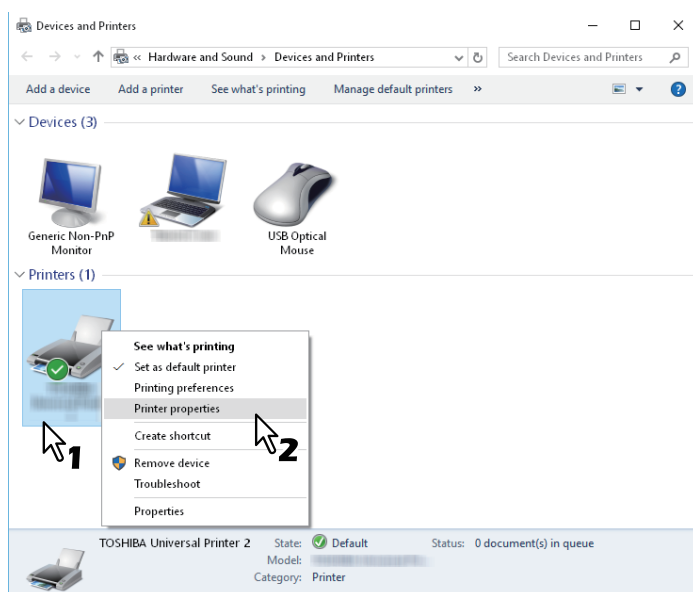 Devices and Printers
« Hardware and Sound > Devices and Printers
Search Devices and Printers
Add a device Add a printer See what's printing Manage default printers »
Devices (3)
Generic Non-PnP
Monitor
USB Optical
Mouse
Printers (1)
See what's printing
Set as default printer
Printing preferences
Printer properties
Create shortcut
Remove device
Troubleshoot
Properties
1
2
TOSHIBA Universal Printer 2 State: Default Status: 0 document(s) in queue
Model:
Category: Printer